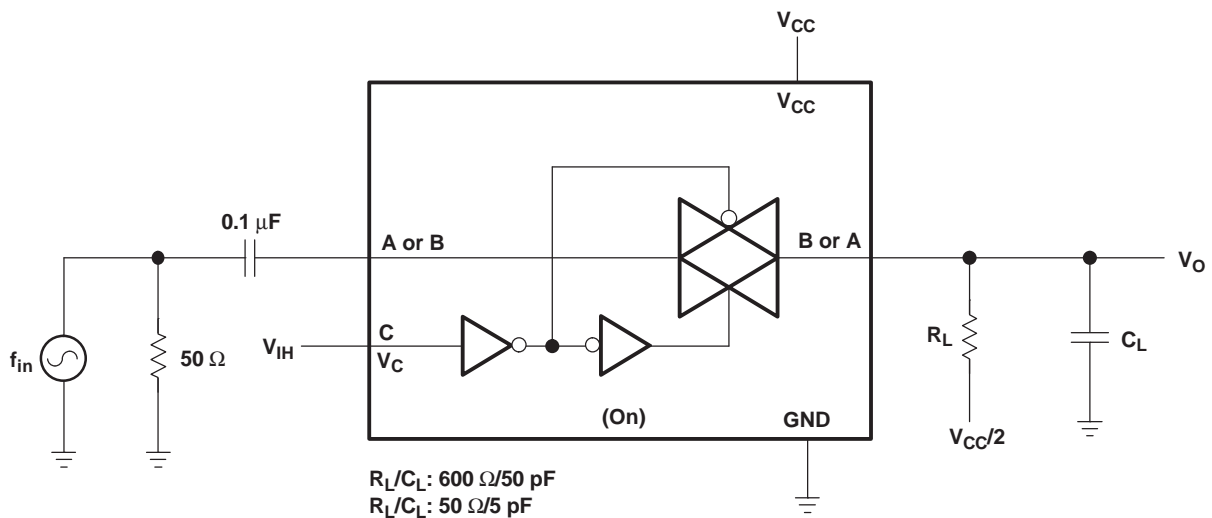 V_CC
V_CC
0.1 μF
A or B
B or A
V_O
f_in
50 Ω
V_IH
C
V_C
R_L
C_L
(On)
GND
V_CC/2
R_L/C_L: 600 Ω/50 pF
R_L/C_L: 50 Ω/5 pF